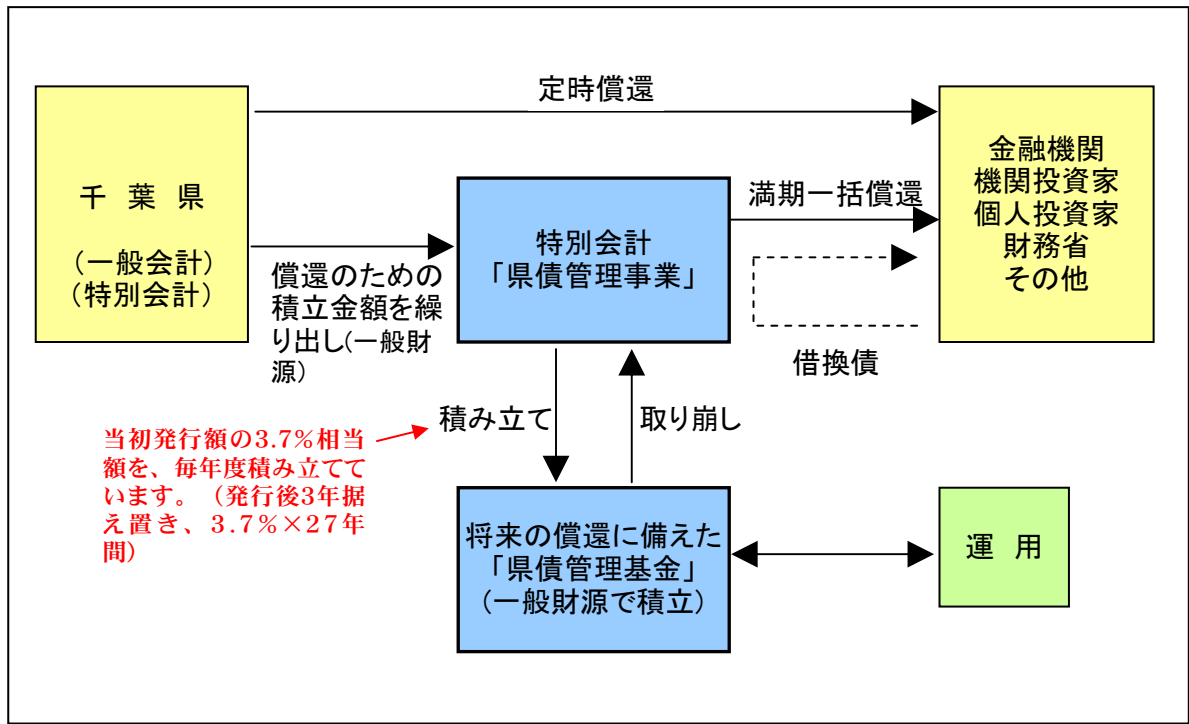 定時償還
千 葉 県
(一般会計)
(特別会計)
償還のための
積立金額を繰
り出し(一般財
源)
特別会計
「県債管理事業」
満期一括償還
金融機関
機関投資家
個人投資家
財務省
その他
借換債
積み立て
取り崩し
当初発行額の3.7%相当
額を、毎年度積み立てて
います。(発行後3年据
え置き、3.7%×27年
間)
将来の償還に備えた
「県債管理基金」
(一般財源で積立)
運 用